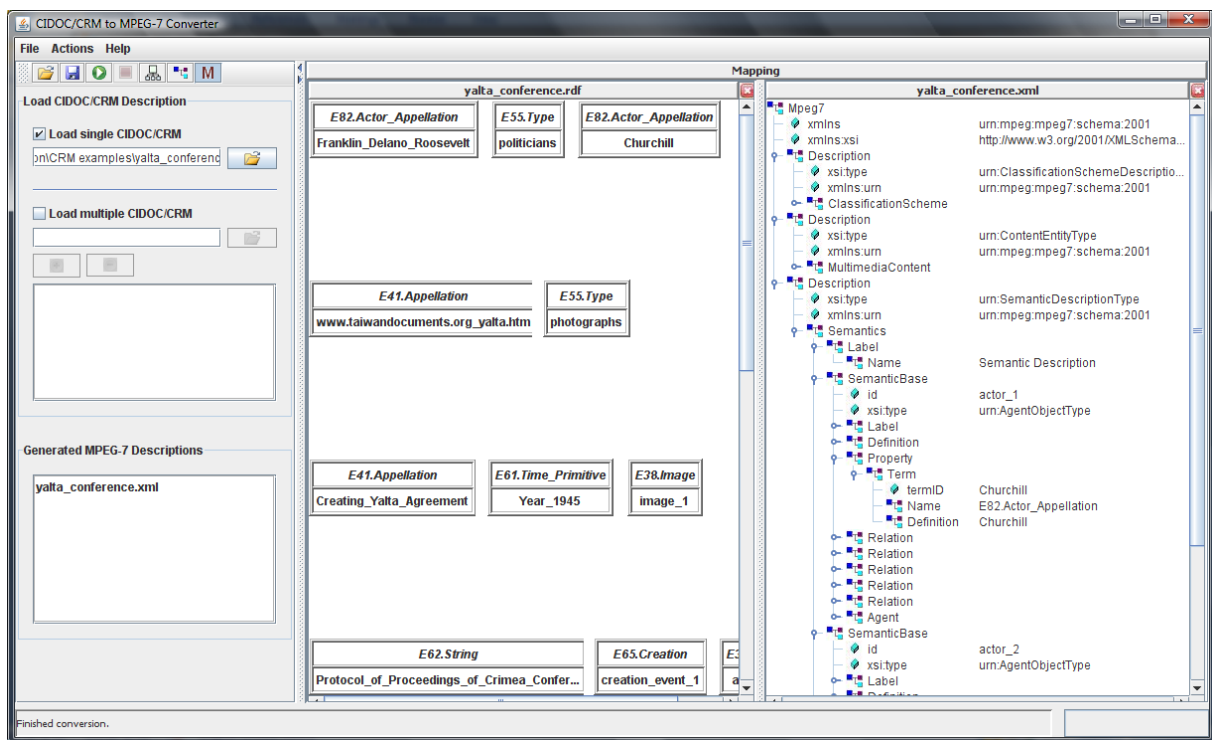 CIDOC/CRM to MPEG-7 Converter
File Actions Help
M
Load CIDOC/CRM Description
Load single CIDOC/CRM
on\CRM examples\yalta_conferenc
Load multiple CIDOC/CRM
Generated MPEG-7 Descriptions
yalta_conference.xml
Mapping
yalta_conference.rdf
E82.Actor_Appellation E55.Type E82.Actor_Appellation
Franklin_Delano_Roosevelt politicians Churchill
E41.Appellation E55.Type
www.taiwandocuments.org_yalta.htm photographs
E41.Appellation E61.Time_Primitive E38.Image
Creating_Yalta_Agreement Year_1945 image_1
E62.String E65.Creation E3
Protocol_of_Proceedings_of_Crimea_Confer... creation_event_1 a
yalta_conference.xml
Mpeg7
xmlns urn:mpeg:mpeg7:schema:2001
xmlns:xsi http://www.w3.org/2001/XMLSchema...
Description
xsi:type urn:ClassificationSchemeDescriptio...
xmlns:urn urn:mpeg:mpeg7:schema:2001
ClassificationScheme
Description
xsi:type urn:ContentEntityType
xmlns:urn urn:mpeg:mpeg7:schema:2001
MultimediaContent
Description
xsi:type urn:SemanticDescriptionType
xmlns:urn urn:mpeg:mpeg7:schema:2001
Semantics
Label
Name Semantic Description
SemanticBase
id actor_1
xsi:type urn:AgentObjectType
Label
Definition
Property
Term
termID Churchill
Name E82.Actor_Appellation
Definition Churchill
Relation
Relation
Relation
Relation
Relation
Agent
SemanticBase
id actor_2
xsi:type urn:AgentObjectType
Label
Definition
Finished conversion.